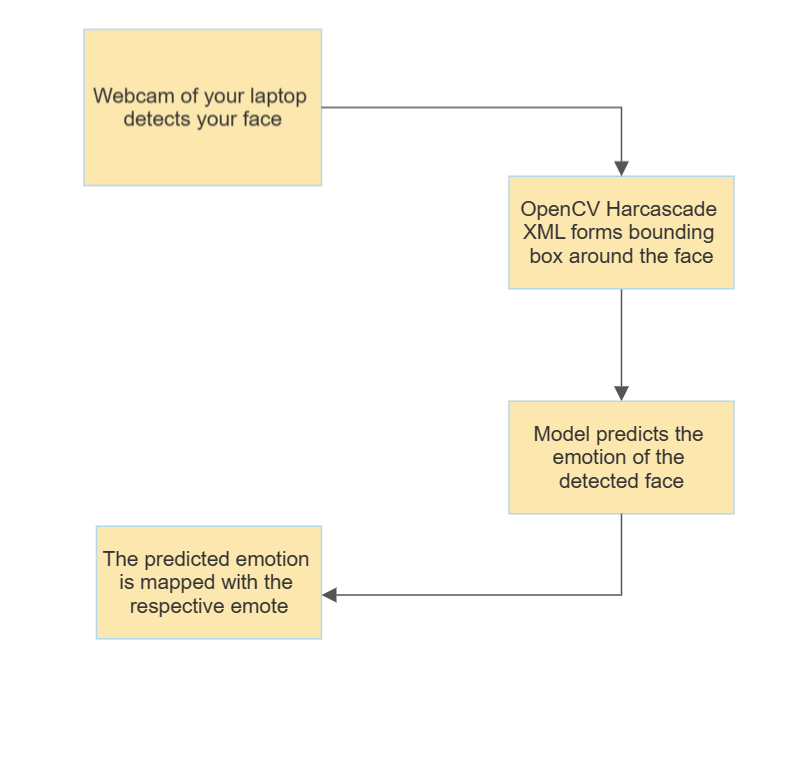 Webcam of your laptop
detects your face
OpenCV Harcascade
XML forms bounding
box around the face
Model predicts the
emotion of the
detected face
The predicted emotion
is mapped with the
respective emote